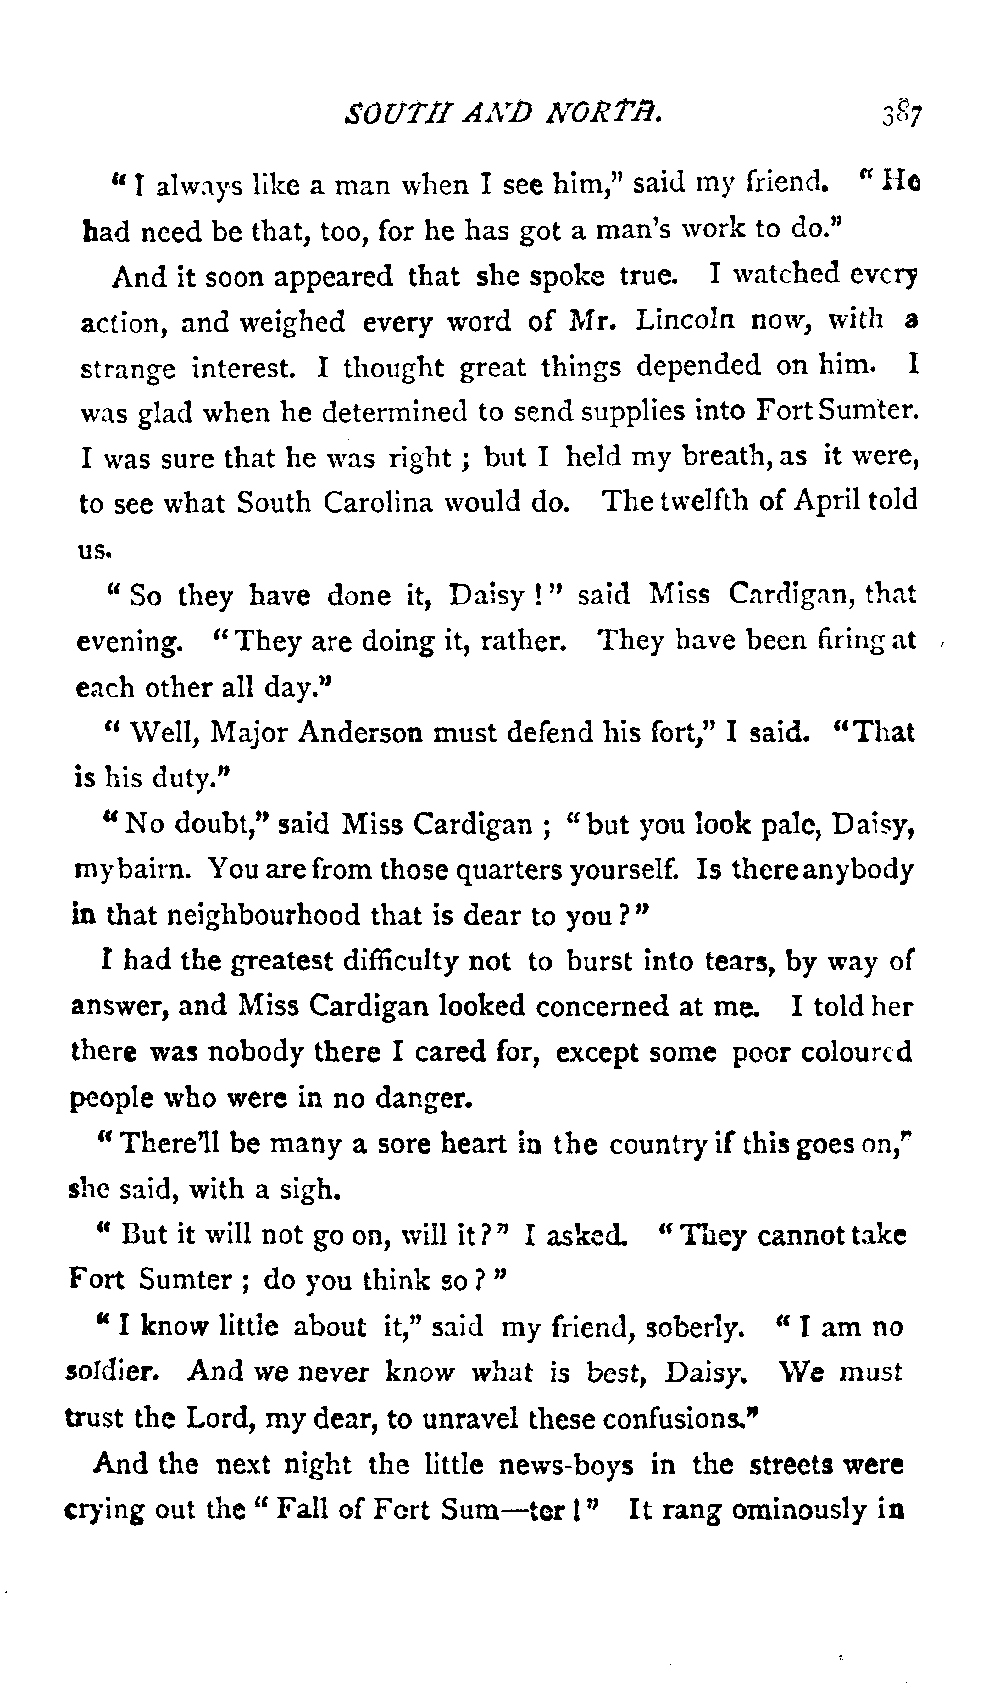 SOUTH AND NORTH. 387
“I always like a man when I see him,” said my friend. “He
had need be that, too, for he has got a man’s work to do.”
And it soon appeared that she spoke true. I watched every
action, and weighed every word of Mr. Lincoln now, with a
strange interest. I thought great things depended on him. I
was glad when he determined to send supplies into Fort Sumter.
I was sure that he was right; but I held my breath, as it were,
to see what South Carolina would do. The twelfth of April told
us.
“So they have done it, Daisy!” said Miss Cardigan, that
evening. “They are doing it, rather. They have been firing at
each other all day.”
“Well, Major Anderson must defend his fort,” I said. “That
is his duty.”
“No doubt,” said Miss Cardigan; “but you look pale, Daisy,
my bairn. You are from those quarters yourself. Is there anybody
in that neighbourhood that is dear to you?”
I had the greatest difficulty not to burst into tears, by way of
answer, and Miss Cardigan looked concerned at me. I told her
there was nobody there I cared for, except some poor coloured
people who were in no danger.
“There’ll be many a sore heart in the country if this goes on,”
she said, with a sigh.
“But it will not go on, will it?” I asked. “They cannot take
Fort Sumter; do you think so?”
“I know little about it,” said my friend, soberly. “I am no
soldier. And we never know what is best, Daisy. We must
trust the Lord, my dear, to unravel these confusions.”
And the next night the little news-boys in the streets were
crying out the “Fall of Fort Sum—ter!” It rang ominously in